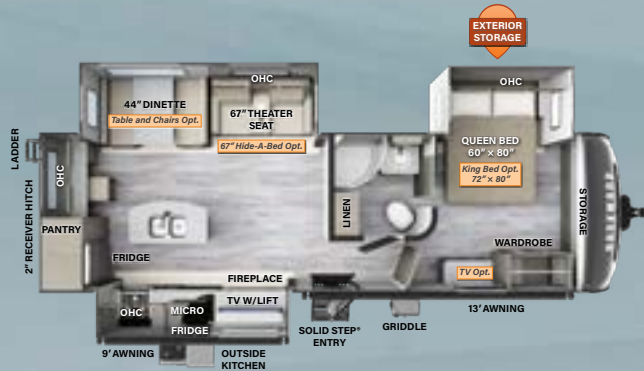 EXTERIOR
STORAGE
OHC
OHC
44" DINETTE
Table and Chairs Opt.
67" THEATER
SEAT
67" Hide-A-Bed Opt.
QUEEN BED
60" × 80"
King Bed Opt.
72" × 80"
LADDER
2" RECEIVER HITCH
OHC
PANTRY
FRIDGE
LINEN
STORAGE
WARDROBE
TV Opt.
FIREPLACE
TV W/LIFT
OHC
MICRO
FRIDGE
SOLID STEP®
ENTRY
GRIDDLE
13' AWNING
9' AWNING
OUTSIDE
KITCHEN